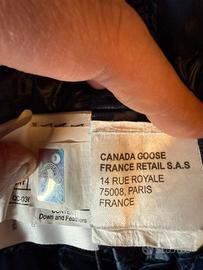 CANADA GOOSE
FRANCE RETAIL S.A.S
14 RUE ROYALE
75008, PARIS
FRANCE
Down and Feathers